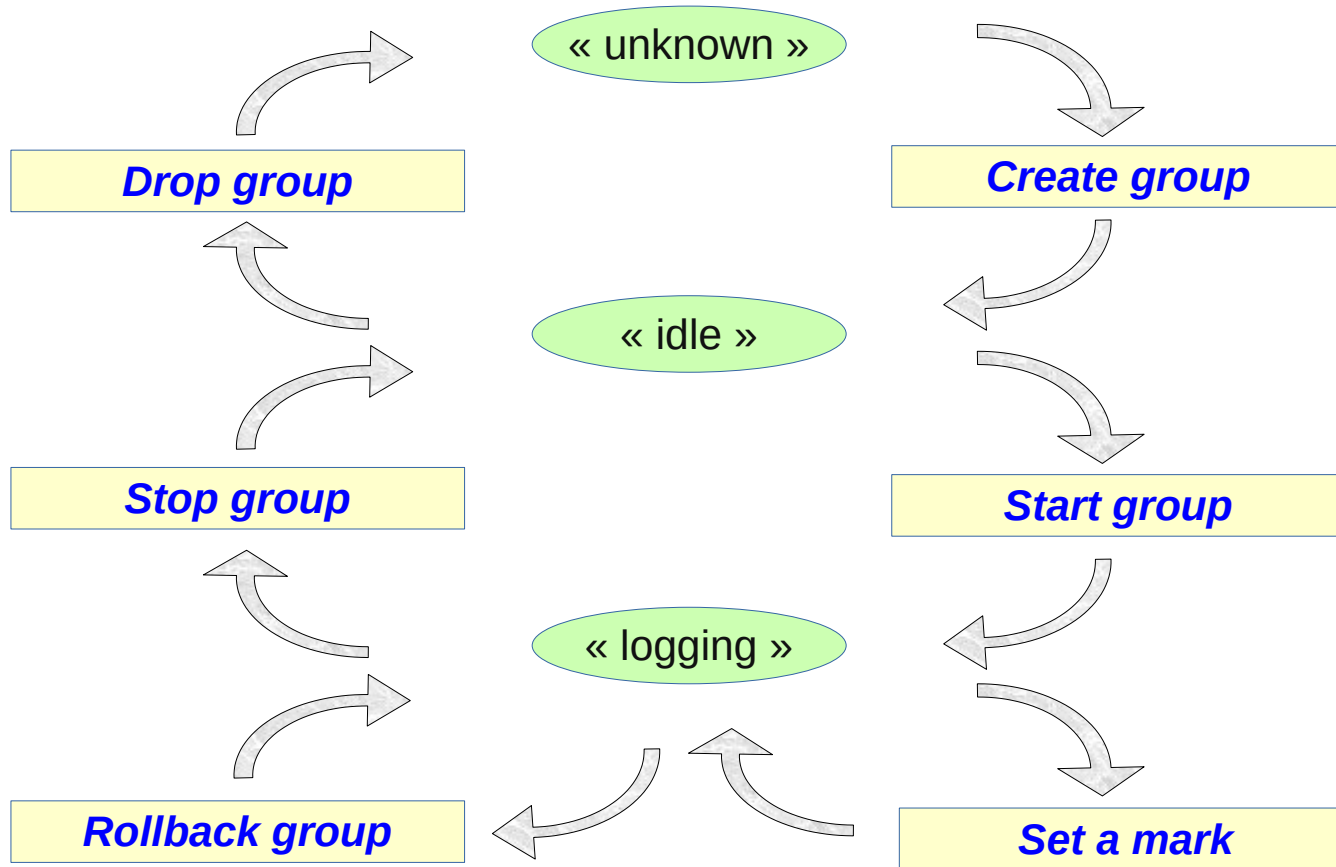 « unknown »
Drop group
Create group
« idle »
Stop group
Start group
« logging »
Rollback group
Set a mark